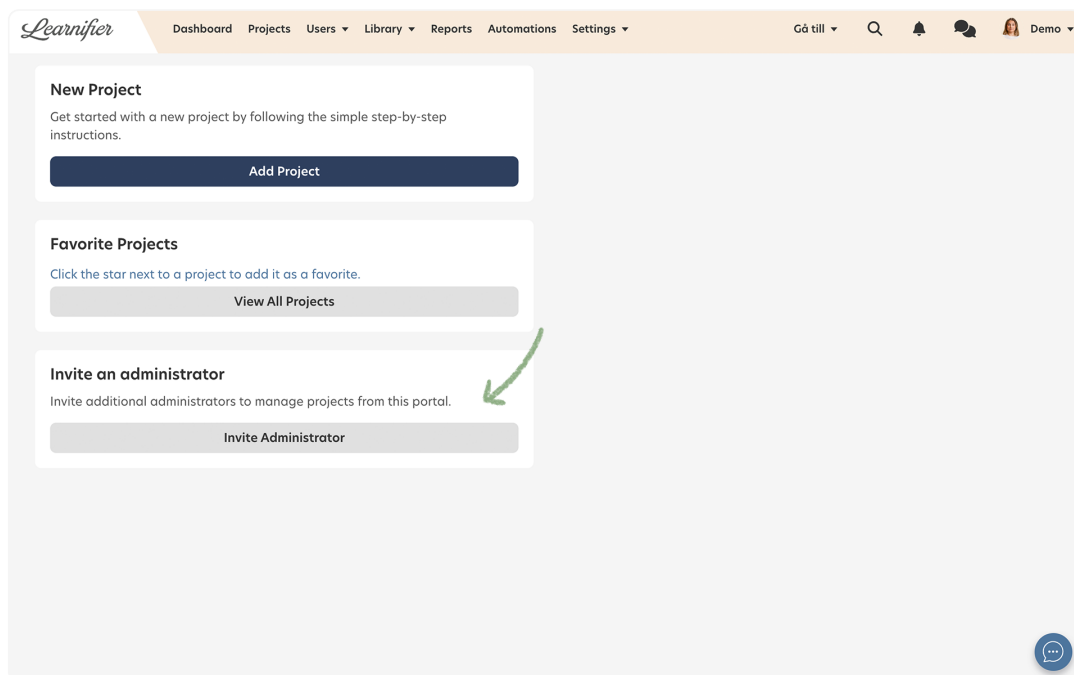 Learnifier
Dashboard Projects Users Library Reports Automations Settings Gå till Demo
New Project
Get started with a new project by following the simple step-by-step
instructions.
Add Project
Favorite Projects
Click the star next to a project to add it as a favorite.
View All Projects
Invite an administrator
Invite additional administrators to manage projects from this portal.
Invite Administrator